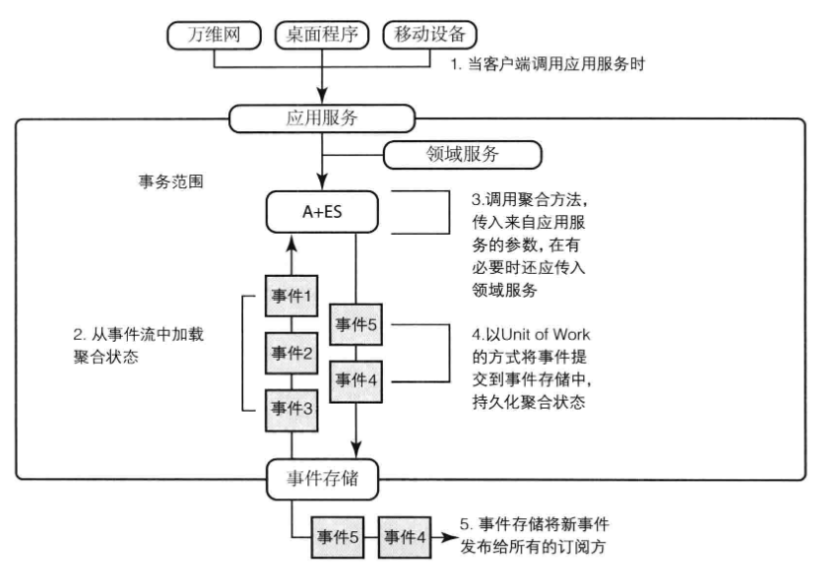 万维网
桌面程序
移动设备
1. 当客户端调用应用服务时
应用服务
领域服务
事务范围
A+ES
3.调用聚合方法，
传入来自应用服
务的参数，在有
必要时还应传入
领域服务
2. 从事件流中加载
聚合状态
事件1
事件2
事件3
事件5
事件4
4.以Unit of Work
的方式将事件提
交到事件存储中，
持久化聚合状态
事件存储
事件5
事件4
5. 事件存储将新事件
发布给所有的订阅方